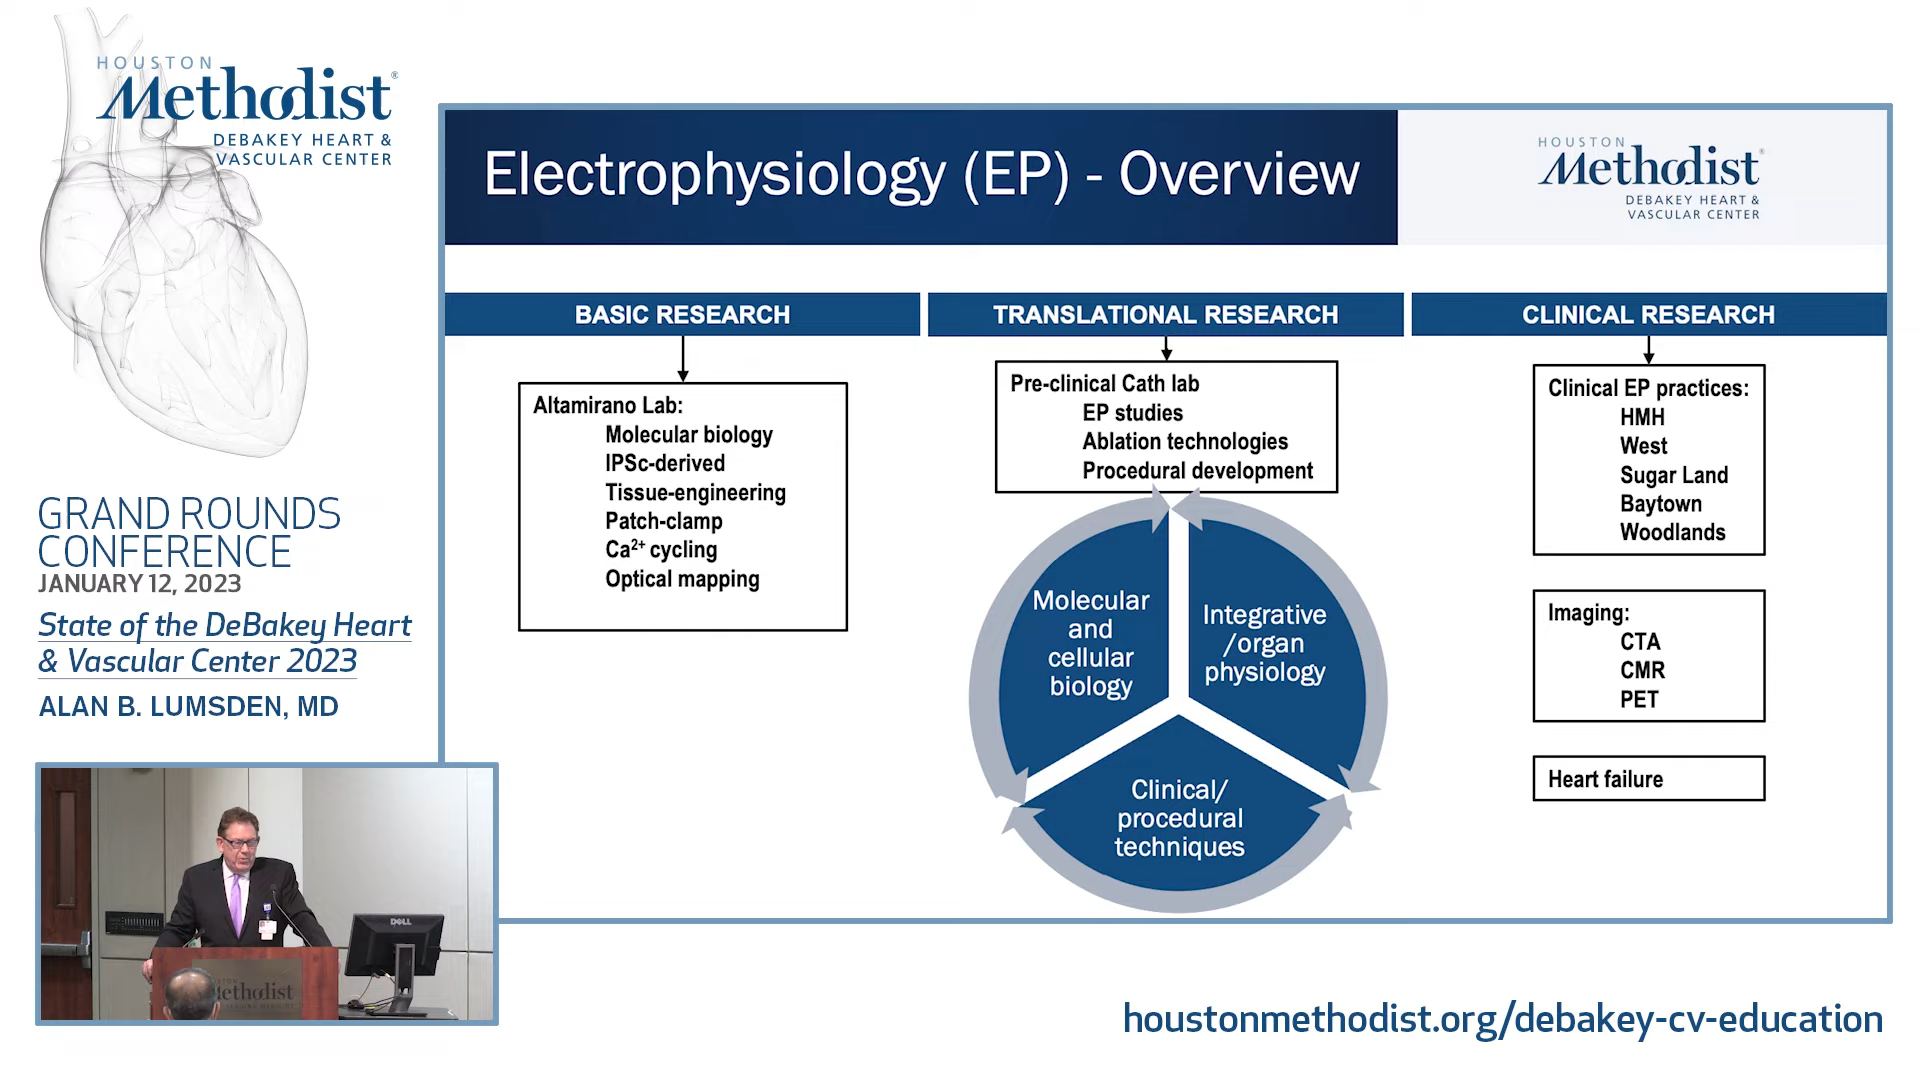 HOUSTON
Methodist®
DEBAKEY HEART &
VASCULAR CENTER
GRAND ROUNDS
CONFERENCE
JANUARY 12, 2023
State of the DeBakey Heart
& Vascular Center 2023
ALAN B. LUMSDEN, MD
Electrophysiology (EP) - Overview
HOUSTON
Methodist®
DEBAKEY HEART &
VASCULAR CENTER
BASIC RESEARCH
Altamirano Lab:
Molecular biology
IPSc-derived
Tissue-engineering
Patch-clamp
Ca²⁺ cycling
Optical mapping
TRANSLATIONAL RESEARCH
Pre-clinical Cath lab
EP studies
Ablation technologies
Procedural development
Molecular
and
cellular
biology
Integrative
/organ
physiology
Clinical/
procedural
techniques
CLINICAL RESEARCH
Clinical EP practices:
HMH
West
Sugar Land
Baytown
Woodlands
Imaging:
CTA
CMR
PET
Heart failure
DELL
houstonmethodist.org/debakey-cv-education